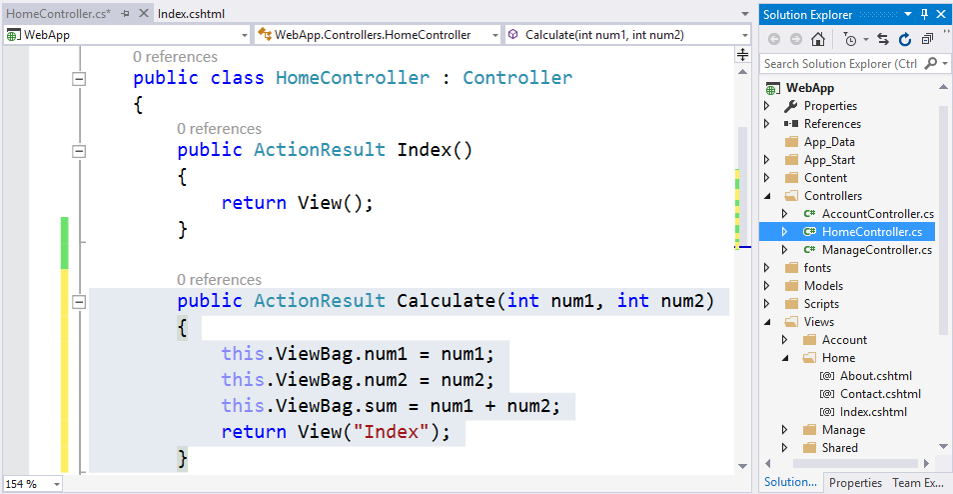 HomeController.cs*
Index.cshtml
WebApp
WebApp.Controllers.HomeController
Calculate(int num1, int num2)
0 references
public class HomeController : Controller
{
0 references
public ActionResult Index()
{
return View();
}
0 references
public ActionResult Calculate(int num1, int num2)
{
this.ViewBag.num1 = num1;
this.ViewBag.num2 = num2;
this.ViewBag.sum = num1 + num2;
return View("Index");
}
154 %
Solution Explorer
Search Solution Explorer (Ctrl
WebApp
Properties
References
App_Data
App_Start
Content
Controllers
C# AccountController.cs
C# HomeController.cs
C# ManageController.cs
fonts
Models
Scripts
Views
Account
Home
[@] About.cshtml
[@] Contact.cshtml
[@] Index.cshtml
Manage
Shared
Solution...
Properties
Team Ex...